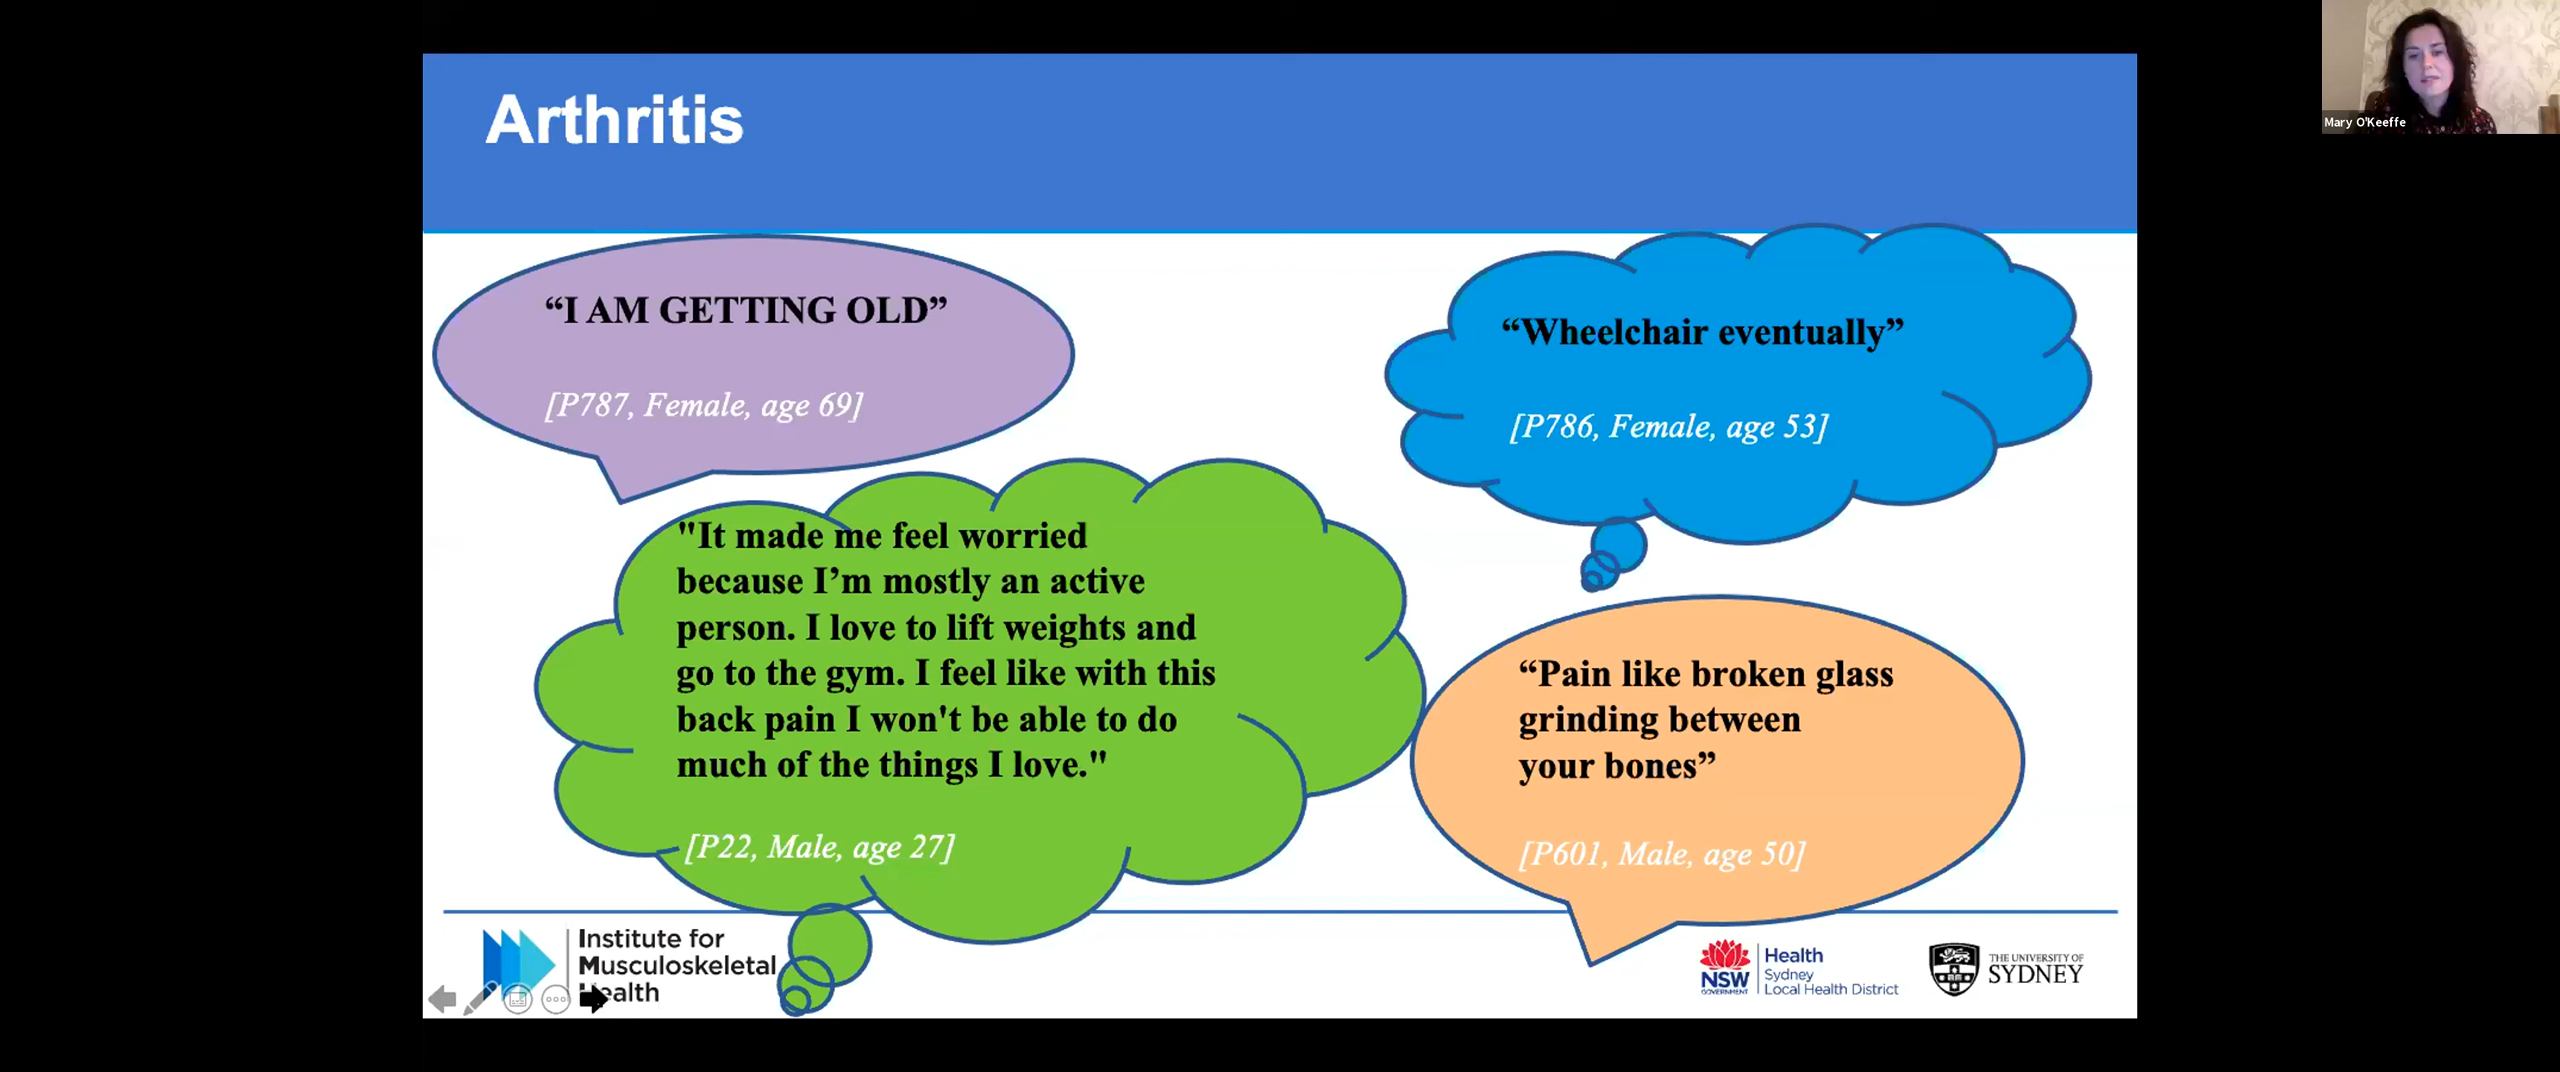 Mary O'Keeffe
Arthritis
“I AM GETTING OLD”
[P787, Female, age 69]
“Wheelchair eventually”
[P786, Female, age 53]
"It made me feel worried
because I’m mostly an active
person. I love to lift weights and
go to the gym. I feel like with this
back pain I won't be able to do
much of the things I love."
[P22, Male, age 27]
“Pain like broken glass
grinding between
your bones”
[P601, Male, age 50]
Institute for
Musculoskeletal
Health
NSW
GOVERNMENT
Health
Sydney
Local Health District
THE UNIVERSITY OF
SYDNEY